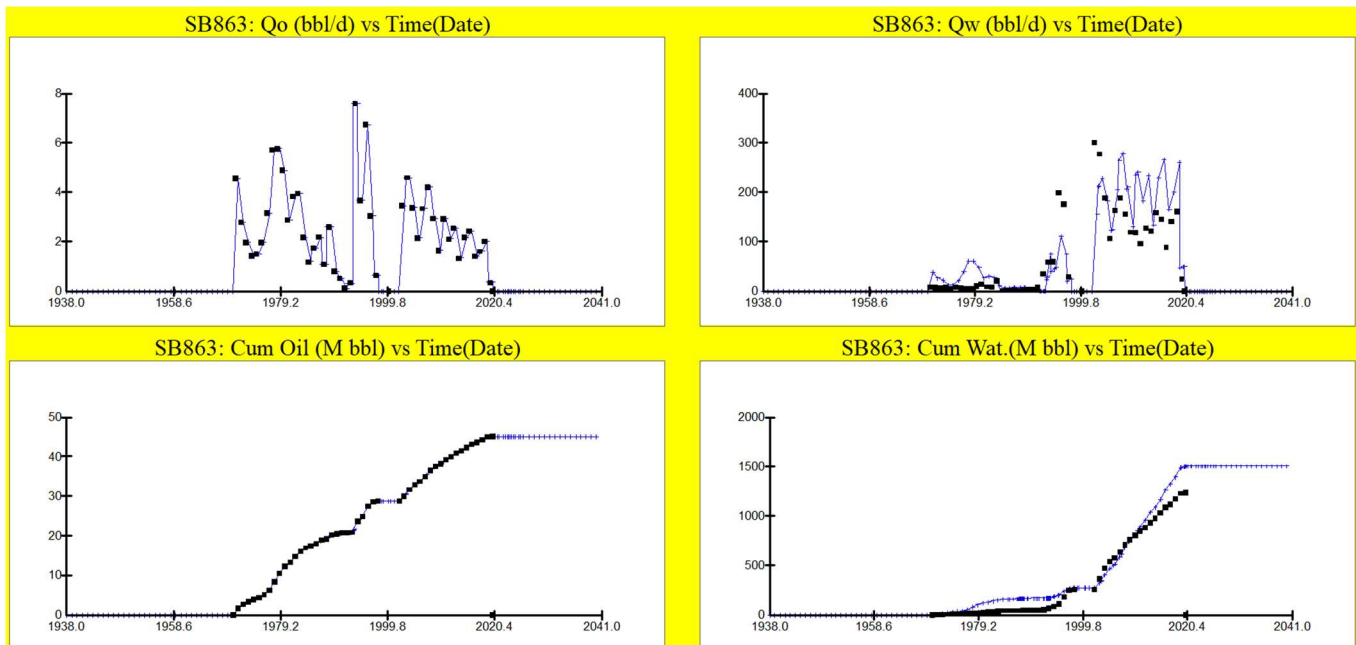 SB863: Qo (bbl/d) vs Time(Date)
8
6
4
2
0
1938.0 1958.6 1979.2 1999.8 2020.4 2041.0
SB863: Qw (bbl/d) vs Time(Date)
400
300
200
100
0
1938.0 1958.6 1979.2 1999.8 2020.4 2041.0
SB863: Cum Oil (M bbl) vs Time(Date)
50
40
30
20
10
0
1938.0 1958.6 1979.2 1999.8 2020.4 2041.0
SB863: Cum Wat.(M bbl) vs Time(Date)
2000
1500
1000
500
0
1938.0 1958.6 1979.2 1999.8 2020.4 2041.0